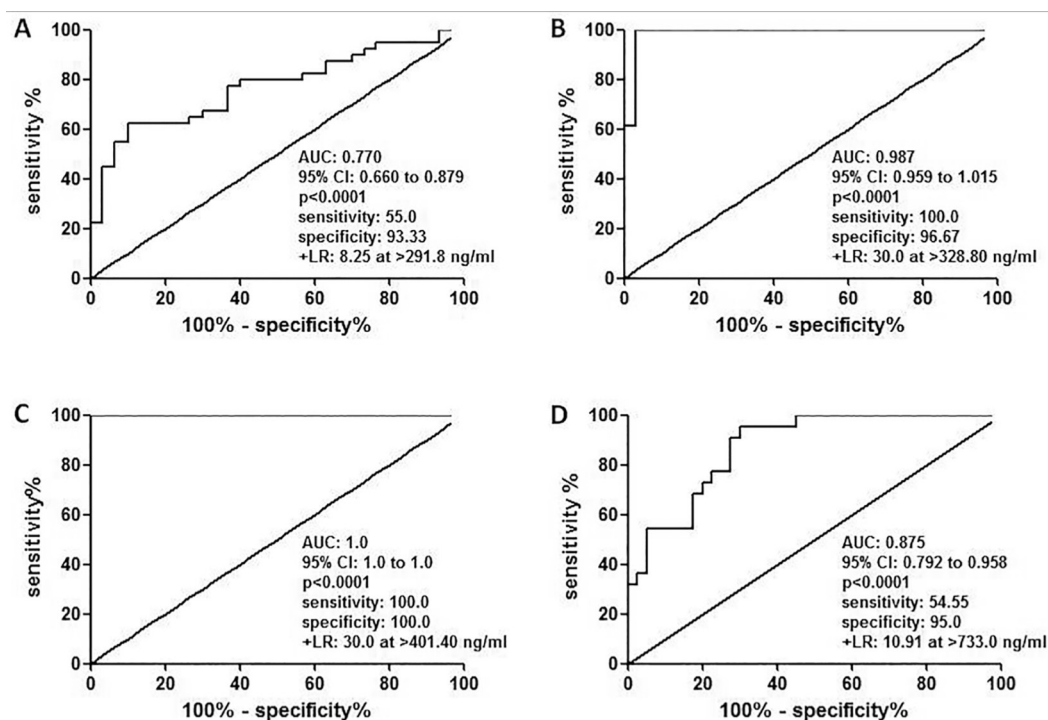 A
100
80
60
40
20
0
sensitivity %
AUC: 0.770
95% CI: 0.660 to 0.879
p<0.0001
sensitivity: 55.0
specificity: 93.33
+LR: 8.25 at >291.8 ng/ml
0 20 40 60 80 100
100% - specificity%
B
100
80
60
40
20
0
sensitivity %
AUC: 0.987
95% CI: 0.959 to 1.015
p<0.0001
sensitivity: 100.0
specificity: 96.67
+LR: 30.0 at >328.80 ng/ml
0 20 40 60 80 100
100% - specificity%
C
100
80
60
40
20
0
sensitivity%
AUC: 1.0
95% CI: 1.0 to 1.0
p<0.0001
sensitivity: 100.0
specificity: 100.0
+LR: 30.0 at >401.40 ng/ml
0 20 40 60 80 100
100% - specificity%
D
100
80
60
40
20
0
sensitivity %
AUC: 0.875
95% CI: 0.792 to 0.958
p<0.0001
sensitivity: 54.55
specificity: 95.0
+LR: 10.91 at >733.0 ng/ml
0 20 40 60 80 100
100% - specificity%